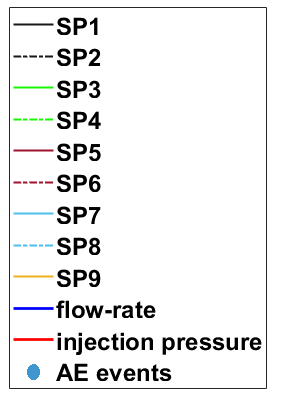 SP1
SP2
SP3
SP4
SP5
SP6
SP7
SP8
SP9
flow-rate
injection pressure
AE events